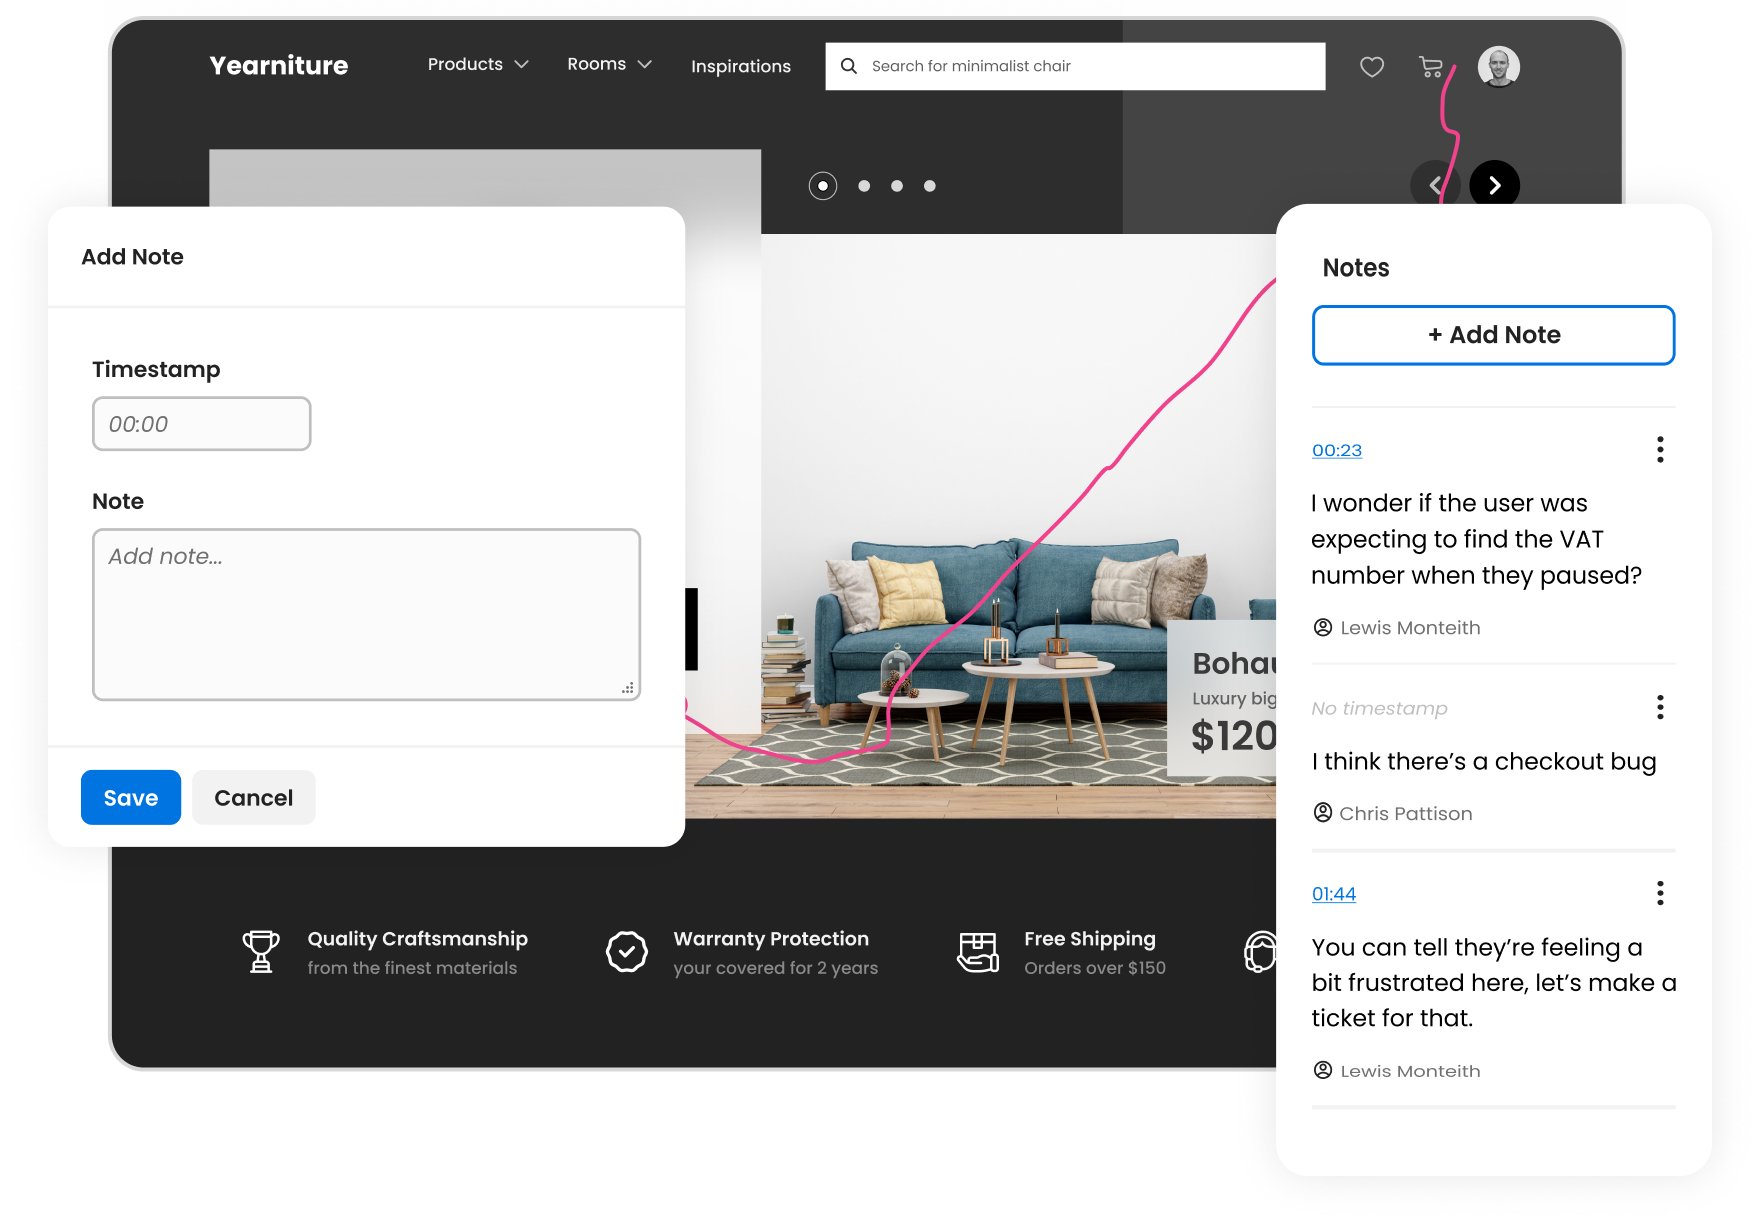 Yearniture
Products
Rooms
Inspirations
Search for minimalist chair
Add Note
Timestamp
00:00
Note
Add note...
Save
Cancel
Luxury big
$120
Quality Craftsmanship
from the finest materials
Warranty Protection
your covered for 2 years
Free Shipping
Orders over $150
Notes
+ Add Note
00:23
I wonder if the user was
expecting to find the VAT
number when they paused?
Lewis Monteith
No timestamp
I think there’s a checkout bug
Chris Pattison
01:44
You can tell they’re feeling a
bit frustrated here, let’s make a
ticket for that.
Lewis Monteith